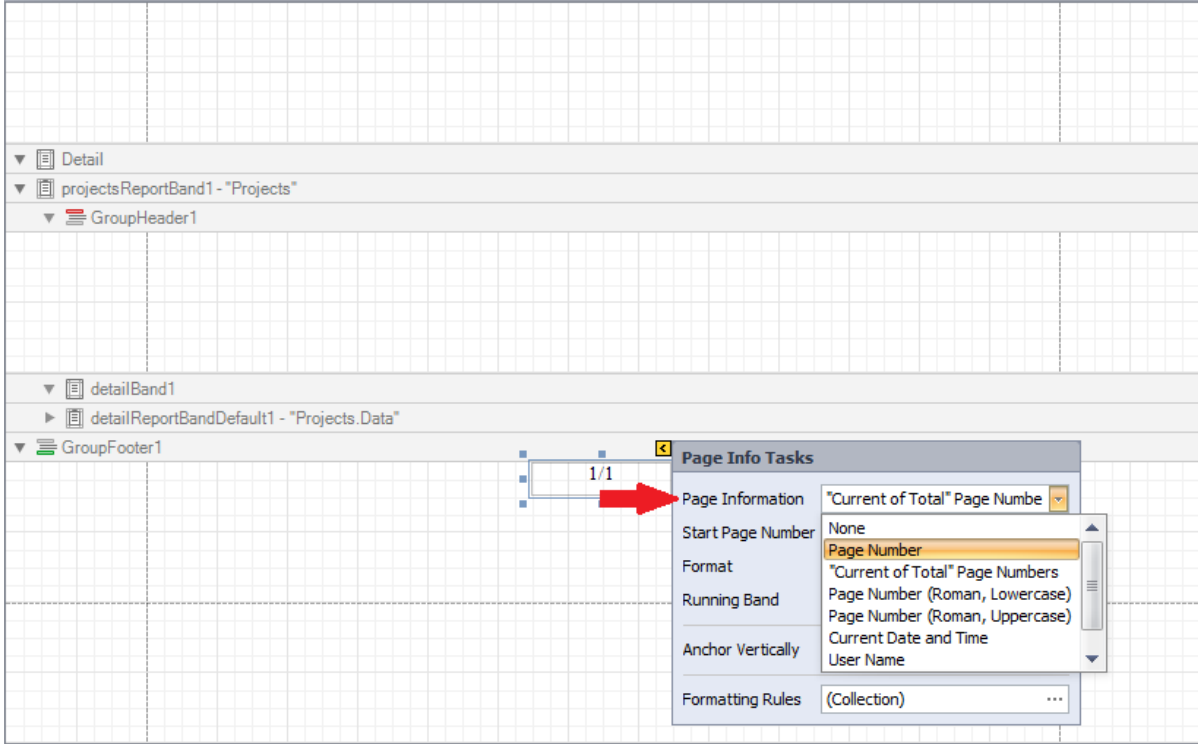 Detail
projectsReportBand1 - "Projects"
GroupHeader1
detailBand1
detailReportBandDefault1 - "Projects.Data"
GroupFooter1
1/1
Page Info Tasks
Page Information "Current of Total" Page Numbe
Start Page Number
Format
Running Band
Anchor Vertically
None
Page Number
"Current of Total" Page Numbers
Page Number (Roman, Lowercase)
Page Number (Roman, Uppercase)
Current Date and Time
User Name
Formatting Rules (Collection) ...